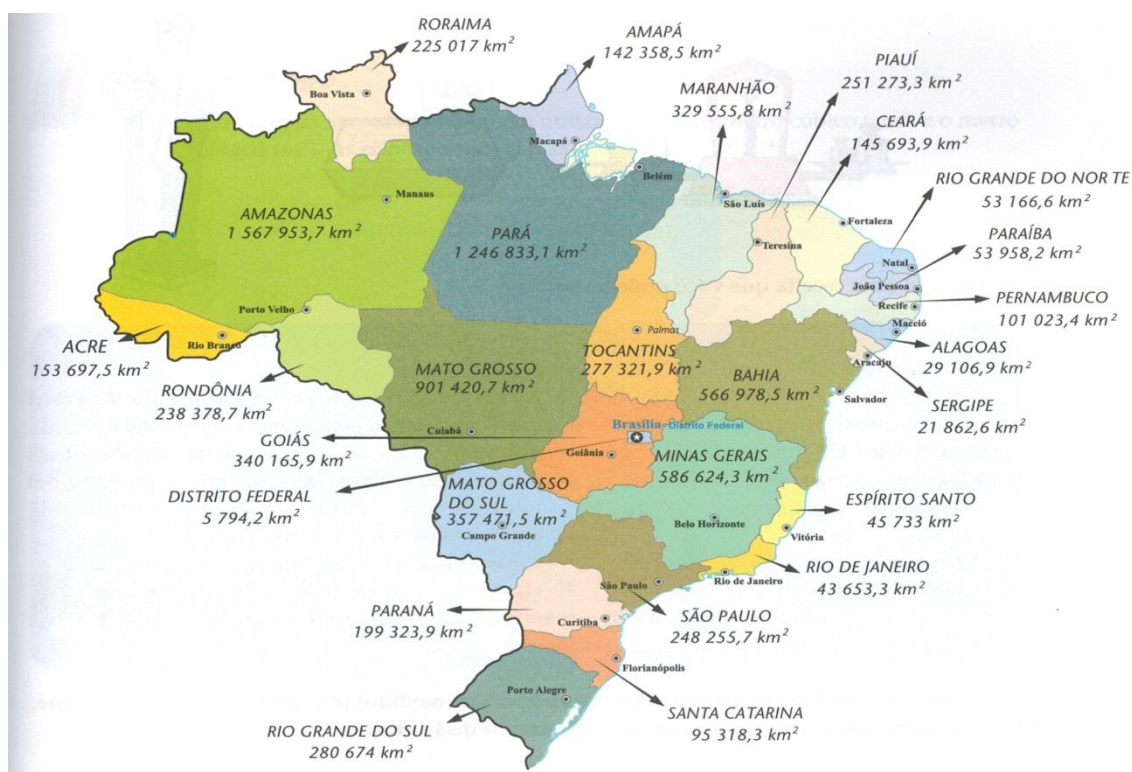 RORAIMA
225 017 km²
AMAPÁ
142 358,5 km²
PIAUÍ
251 273,3 km²
MARANHÃO
329 555,8 km²
CEARÁ
145 693,9 km²
RIO GRANDE DO NOR TE
53 166,6 km²
PARAÍBA
53 958,2 km²
PERNAMBUCO
101 023,4 km²
ALAGOAS
29 106,9 km²
SERGIPE
21 862,6 km²
Boa Vista
Macapá
Belém
São Luís
Fortaleza
Teresina
Natal
João Pessoa
Recife
Maceió
Aracaju
Salvador
Manaus
AMAZONAS
1 567 953,7 km²
PARÁ
1 246 833,1 km²
Porto Velho
Rio Branco
ACRE
153 697,5 km²
RONDÔNIA
238 378,7 km²
MATO GROSSO
901 420,7 km²
Cuiabá
Palmas
TOCANTINS
277 321,9 km²
BAHIA
566 978,5 km²
GOIÁS
340 165,9 km²
Brasília
Distrito Federal
Goiânia
DISTRITO FEDERAL
5 794,2 km²
MINAS GERAIS
586 624,3 km²
Belo Horizonte
MATO GROSSO
DO SUL
357 471,5 km²
Campo Grande
ESPÍRITO SANTO
45 733 km²
Vitória
RIO DE JANEIRO
43 653,3 km²
Rio de Janeiro
São Paulo
SÃO PAULO
248 255,7 km²
PARANÁ
199 323,9 km²
Curitiba
Florianópolis
SANTA CATARINA
95 318,3 km²
Porto Alegre
RIO GRANDE DO SUL
280 674 km²